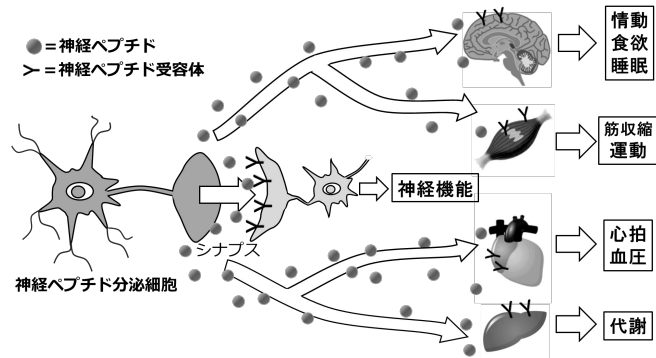 =神経ペプチド
=神経ペプチド受容体
情動
食欲
睡眠
筋収縮
運動
神経機能
シナプス
神経ペプチド分泌細胞
心拍
血圧
代謝